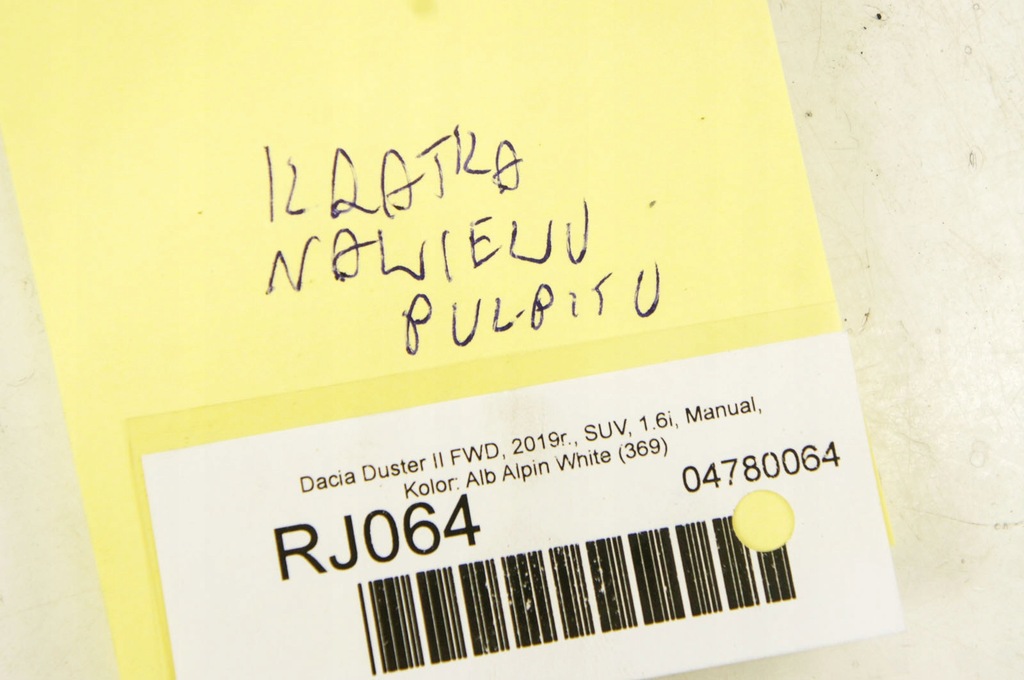 KRATKA
NAWIEWU
PULPITU
Dacia Duster II FWD, 2019r., SUV, 1.6i, Manual,
Kolor: Alb Alpin White (369)
RJ064
04780064